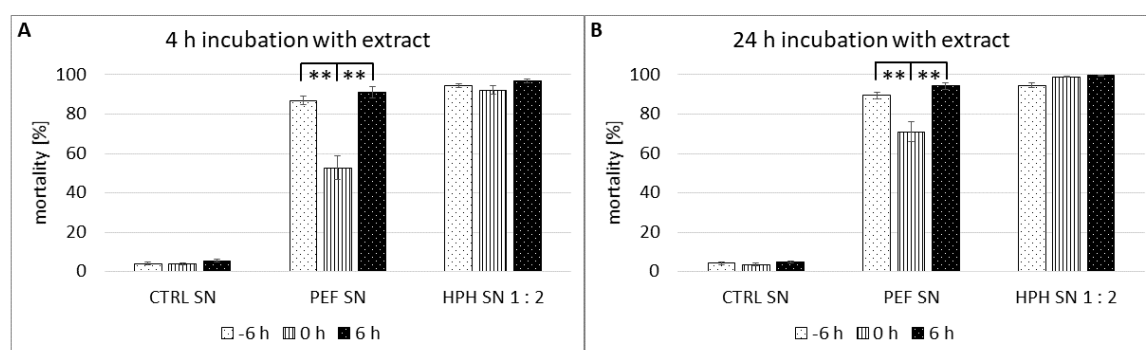 A
4 h incubation with extract
mortality [%]
100
80
60
40
20
0
** **
CTRL SN PEF SN HPH SN 1 : 2
-6 h 0 h 6 h
B
24 h incubation with extract
mortality [%]
100
80
60
40
20
0
** **
CTRL SN PEF SN HPH SN 1 : 2
-6 h 0 h 6 h